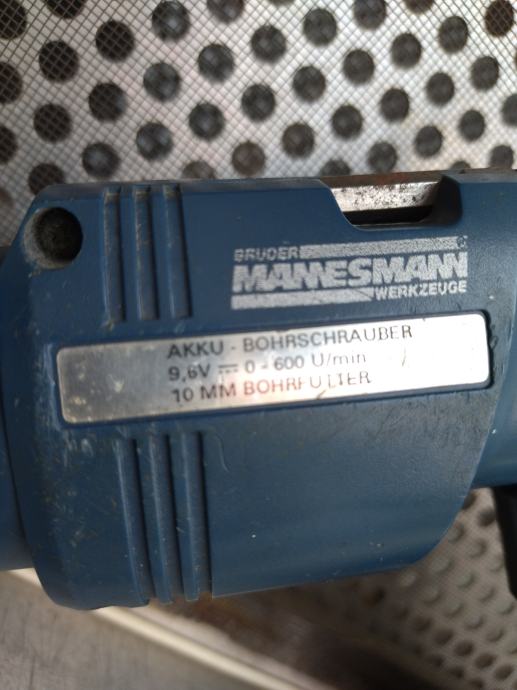 BRUDER
MANNESMANN
WERKZEUGE
AKKU - BOHRSCHRAUBER
9,6V ⎓ 0 - 600 U/min
10 MM BOHRFUTTER